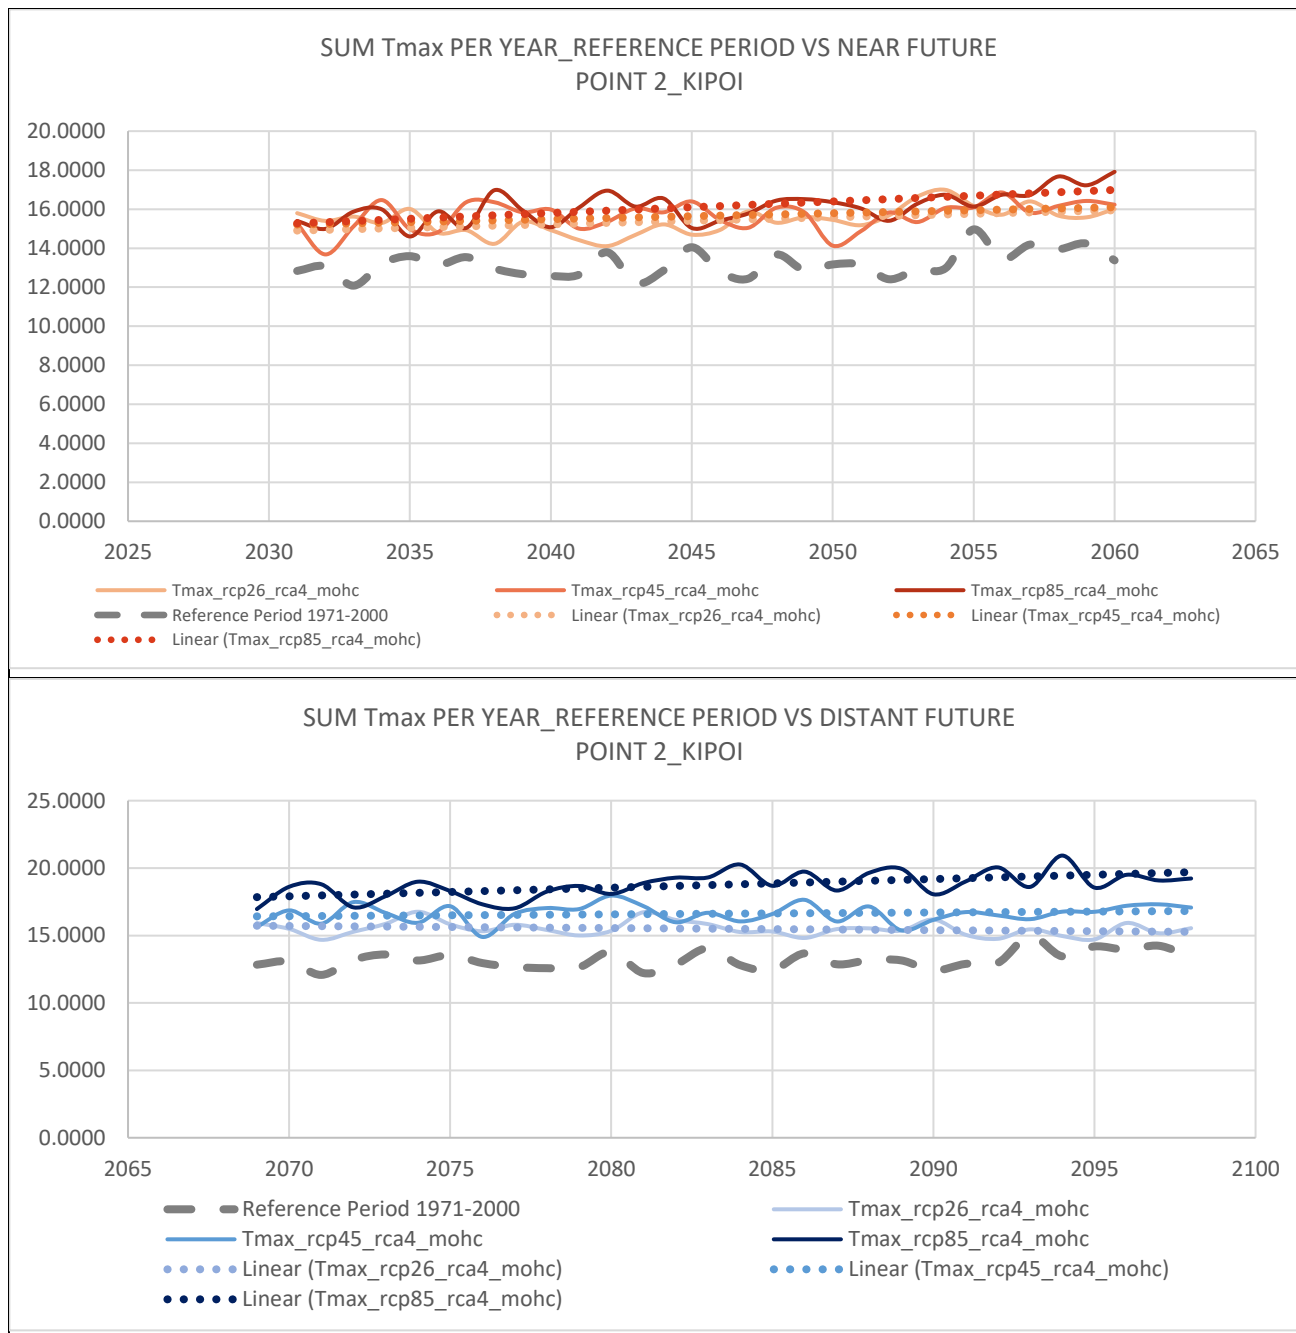 SUM Tmax PER YEAR_REFERENCE PERIOD VS NEAR FUTURE
POINT 2_KIPOI
20.0000
18.0000
16.0000
14.0000
12.0000
10.0000
8.0000
6.0000
4.0000
2.0000
0.0000
2025 2030 2035 2040 2045 2050 2055 2060 2065
Tmax_rcp26_rca4_mohc Tmax_rcp45_rca4_mohc Tmax_rcp85_rca4_mohc
Reference Period 1971-2000 Linear (Tmax_rcp26_rca4_mohc) Linear (Tmax_rcp45_rca4_mohc)
Linear (Tmax_rcp85_rca4_mohc)
SUM Tmax PER YEAR_REFERENCE PERIOD VS DISTANT FUTURE
POINT 2_KIPOI
25.0000
20.0000
15.0000
10.0000
5.0000
0.0000
2065 2070 2075 2080 2085 2090 2095 2100
Reference Period 1971-2000 Tmax_rcp26_rca4_mohc
Tmax_rcp45_rca4_mohc Tmax_rcp85_rca4_mohc
Linear (Tmax_rcp26_rca4_mohc) Linear (Tmax_rcp45_rca4_mohc)
Linear (Tmax_rcp85_rca4_mohc)